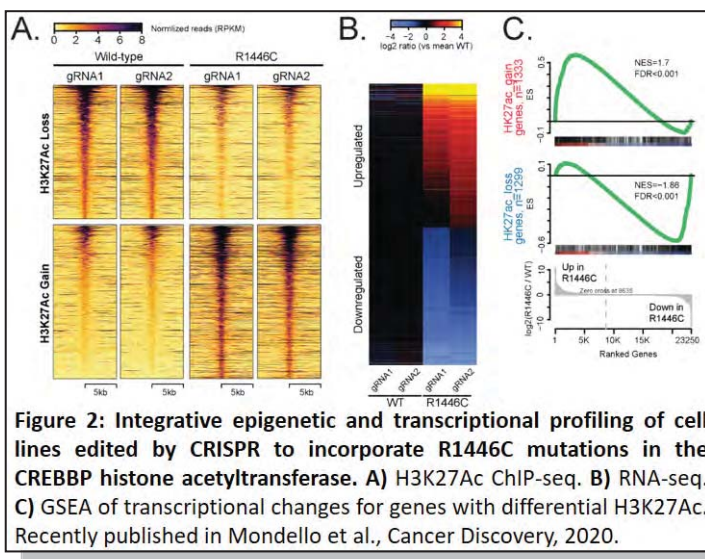 A.
Normlized reads (RPKM)
0 2 4 6 8
Wild-type R1446C
gRNA1 gRNA2 gRNA1 gRNA2
H3K27Ac Loss
H3K27Ac Gain
5kb 5kb 5kb 5kb
B.
-4 -2 0 2 4
log2 ratio (vs mean WT)
Upregulated
Downregulated
gRNA1 gRNA2 gRNA1 gRNA2
WT R1446C
C.
HK27ac_gain
genes, n=1333
ES
0.5
-0.1
NES=1.7
FDR<0.001
HK27ac_loss
genes, n=1299
ES
0.1
-0.6
NES=-1.86
FDR<0.001
log2(R1446C / WT)
10
0
-10
Up in
R1446C
Zero cross at 8635
Down in
R1446C
1 5K 10K 15K 23250
Ranked Genes
Figure 2: Integrative epigenetic and transcriptional profiling of cell
lines edited by CRISPR to incorporate R1446C mutations in the
CREBBP histone acetyltransferase. A) H3K27Ac ChIP-seq. B) RNA-seq.
C) GSEA of transcriptional changes for genes with differential H3K27Ac.
Recently published in Mondello et al., Cancer Discovery, 2020.